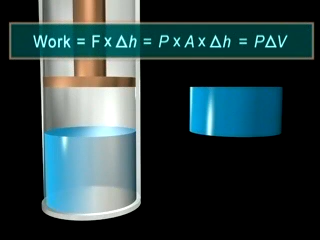 Work = F x Δh = P x A x Δh = PΔV